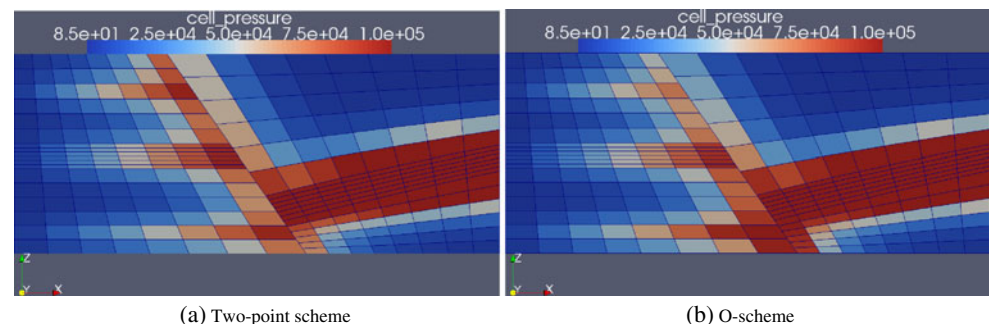 cell_pressure
8.5e+01 2.5e+04 5.0e+04 7.5e+04 1.0e+05
Z
Y X
(a) Two-point scheme
cell_pressure
8.5e+01 2.5e+04 5.0e+04 7.5e+04 1.0e+05
Z
Y X
(b) O-scheme